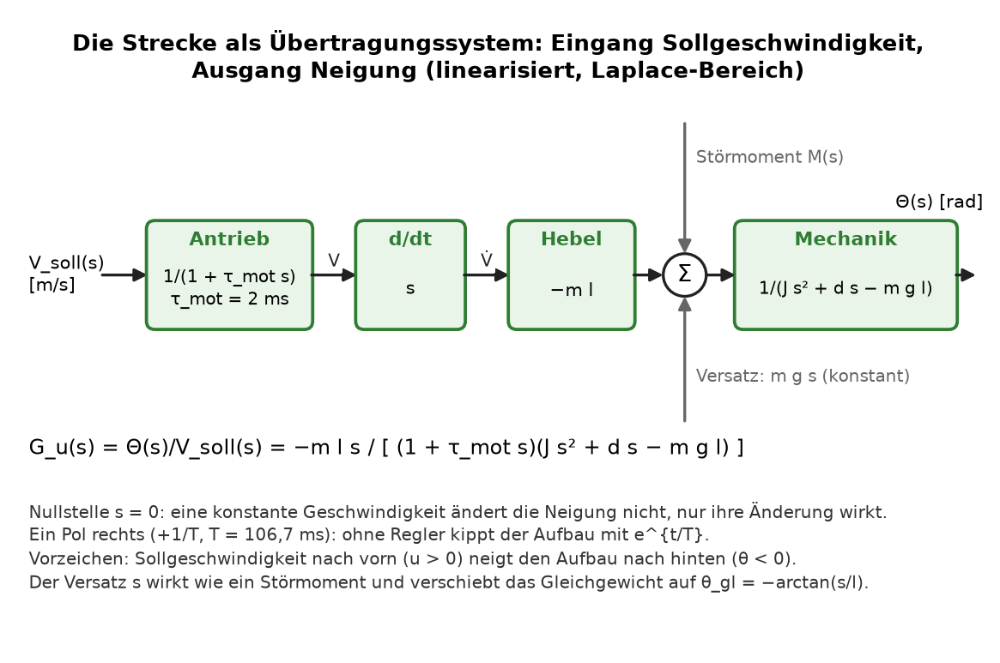 Die Strecke als Übertragungssystem: Eingang Sollgeschwindigkeit,
Ausgang Neigung (linearisiert, Laplace-Bereich)
Störmoment M(s)
Θ(s) [rad]
V_soll(s)
[m/s]
Antrieb
1/(1 + τ_mot s)
τ_mot = 2 ms
V
d/dt
s
V̇
Hebel
−m l
Σ
Mechanik
1/(J s² + d s − m g l)
Versatz: m g s (konstant)
G_u(s) = Θ(s)/V_soll(s) = −m l s / [ (1 + τ_mot s)(J s² + d s − m g l) ]
Nullstelle s = 0: eine konstante Geschwindigkeit ändert die Neigung nicht, nur ihre Änderung wirkt.
Ein Pol rechts (+1/T, T = 106,7 ms): ohne Regler kippt der Aufbau mit e^{t/T}.
Vorzeichen: Sollgeschwindigkeit nach vorn (u > 0) neigt den Aufbau nach hinten (θ < 0).
Der Versatz s wirkt wie ein Störmoment und verschiebt das Gleichgewicht auf θ_gl = −arctan(s/l).